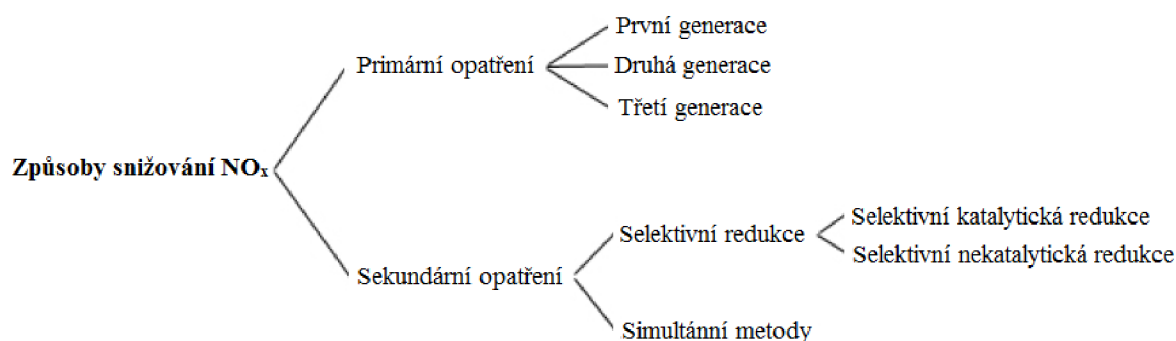 První generace
Primární opatření
Druhá generace
Třetí generace
Způsoby snižování NOₓ
Selektivní katalytická redukce
Selektivní redukce
Selektivní nekatalytická redukce
Sekundární opatření
Simultánní metody